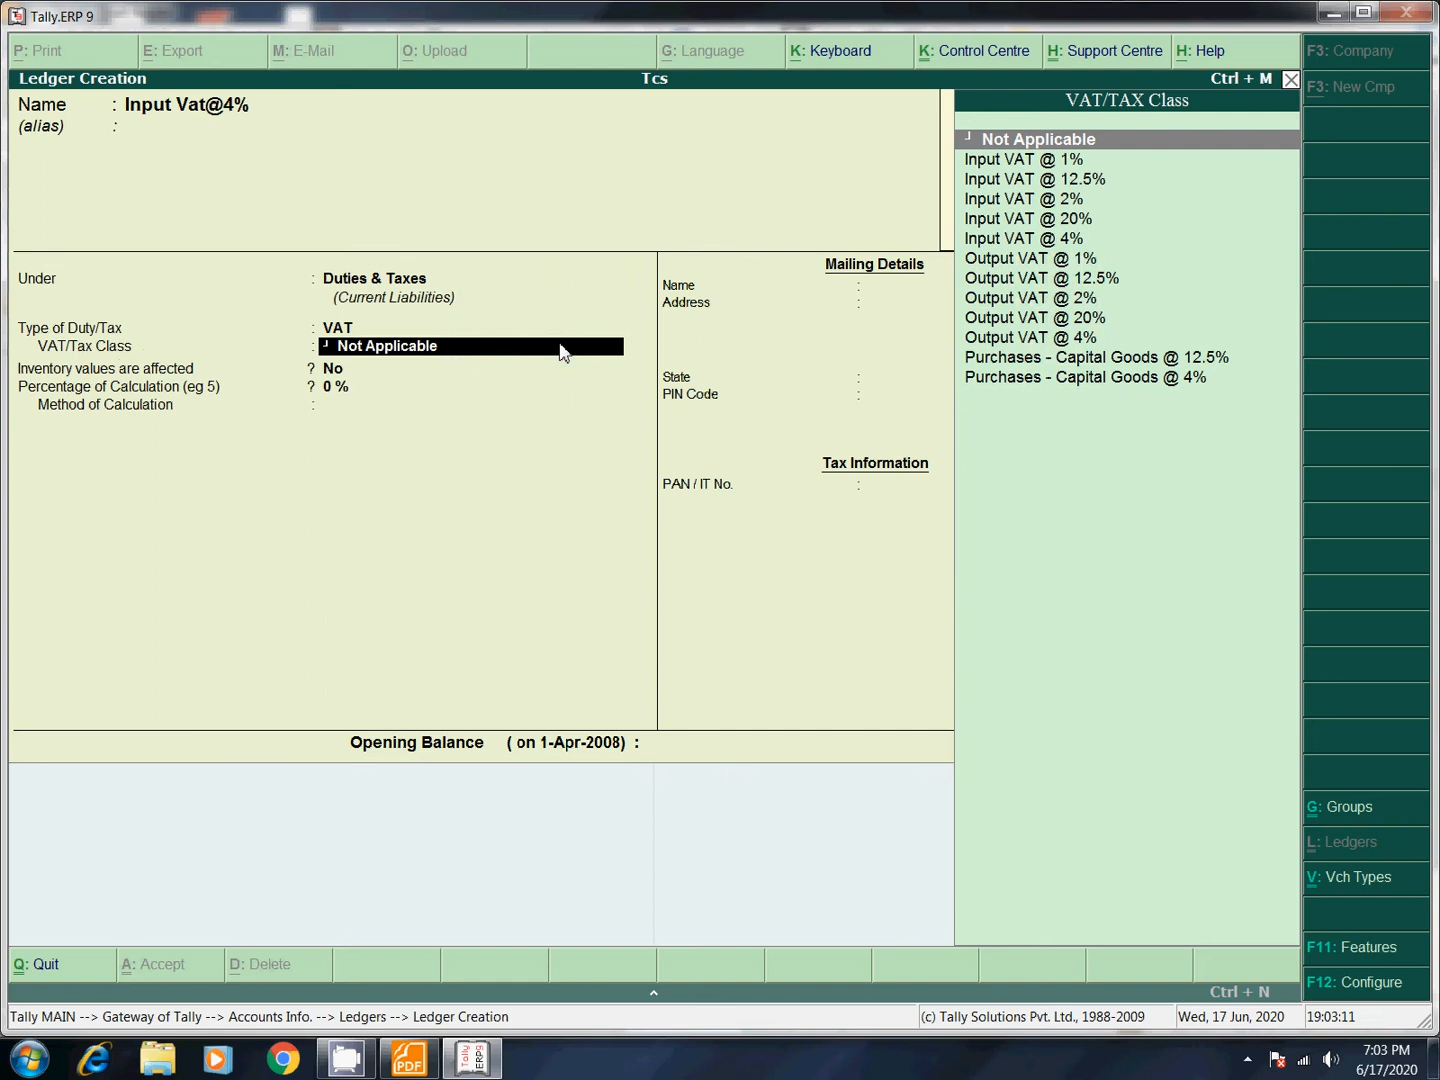 Tally.ERP 9
P: Print
E: Export
M: E-Mail
O: Upload
G: Language
K: Keyboard
K: Control Centre
H: Support Centre
H: Help
F3: Company
F3: New Cmp
Ledger Creation
Tcs
Ctrl + M
Name : Input Vat@4%
(alias) :
Under : Duties & Taxes
(Current Liabilities)
Type of Duty/Tax : VAT
VAT/Tax Class : ┘ Not Applicable
Inventory values are affected ? No
Percentage of Calculation (eg 5) ? 0 %
Method of Calculation :
Mailing Details
Name :
Address :
State :
PIN Code :
Tax Information
PAN / IT No. :
Opening Balance ( on 1-Apr-2008) :
VAT/TAX Class
┘ Not Applicable
Input VAT @ 1%
Input VAT @ 12.5%
Input VAT @ 2%
Input VAT @ 20%
Input VAT @ 4%
Output VAT @ 1%
Output VAT @ 12.5%
Output VAT @ 2%
Output VAT @ 20%
Output VAT @ 4%
Purchases - Capital Goods @ 12.5%
Purchases - Capital Goods @ 4%
G: Groups
L: Ledgers
V: Vch Types
F11: Features
F12: Configure
Q: Quit
A: Accept
D: Delete
Ctrl + N
Tally MAIN --> Gateway of Tally --> Accounts Info. --> Ledgers --> Ledger Creation
(c) Tally Solutions Pvt. Ltd., 1988-2009
Wed, 17 Jun, 2020
19:03:11
PDF
Tally
ERP9
7:03 PM
6/17/2020